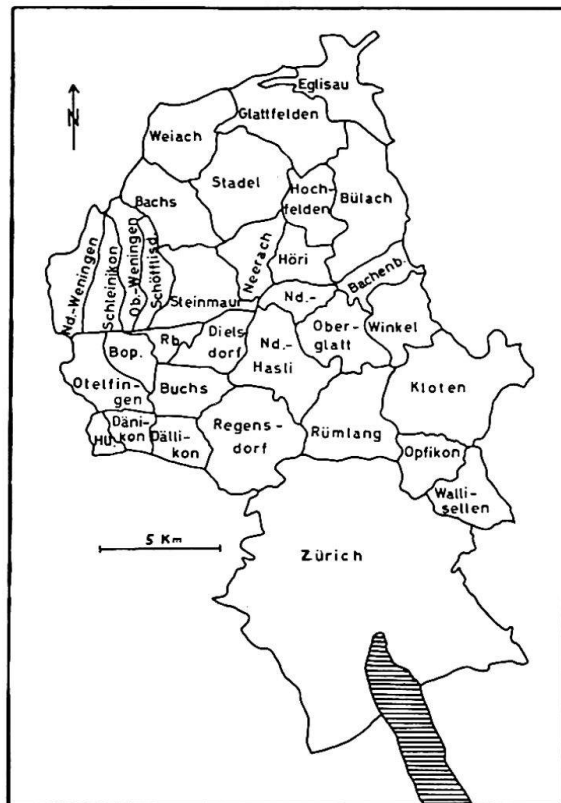 Eglisau
Glattfelden
N
Weiach
Stadel
Hoch-
felden
Bülach
Bachs
Nd.-Weningen
Schleinikon
Ob.-Weningen
Schöfflisd.
Neerach
Höri
Bachenb.
Steinmaur
Nd.-
Ober-
glatt
Winkel
Bop.
Rb
Diels
dorf
Nd.-
Hasli
Kloten
Otelfin-
gen
Buchs
Hü.
Däni-
kon
Dälli-
kon
Regens-
dorf
Rümlang
Opfikon
Walli-
sellen
5 Km
Zürich